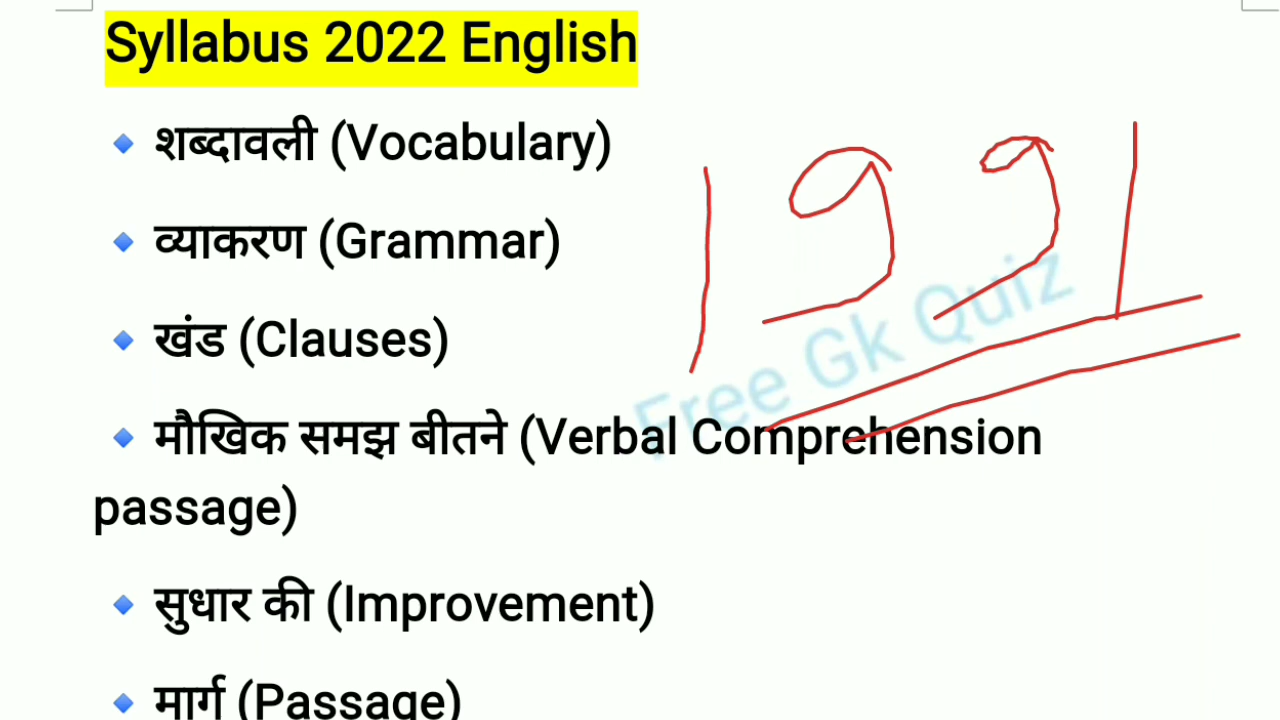 Syllabus 2022 English
शब्दावली (Vocabulary)
1991
व्याकरण (Grammar)
Free Gk Quiz
खंड (Clauses)
मौखिक समझ बीतने (Verbal Comprehension
passage)
सुधार की (Improvement)
मार्ग (Passage)